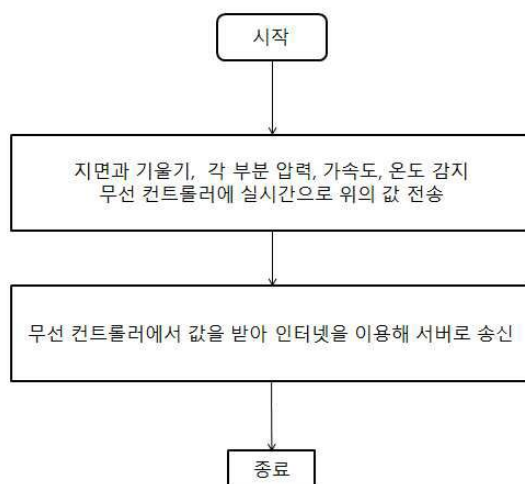 시작
지면과 기울기, 각 부분 압력, 가속도, 온도 감지
무선 컨트롤러에 실시간으로 위의 값 전송
무선 컨트롤러에서 값을 받아 인터넷을 이용해 서버로 송신
종료